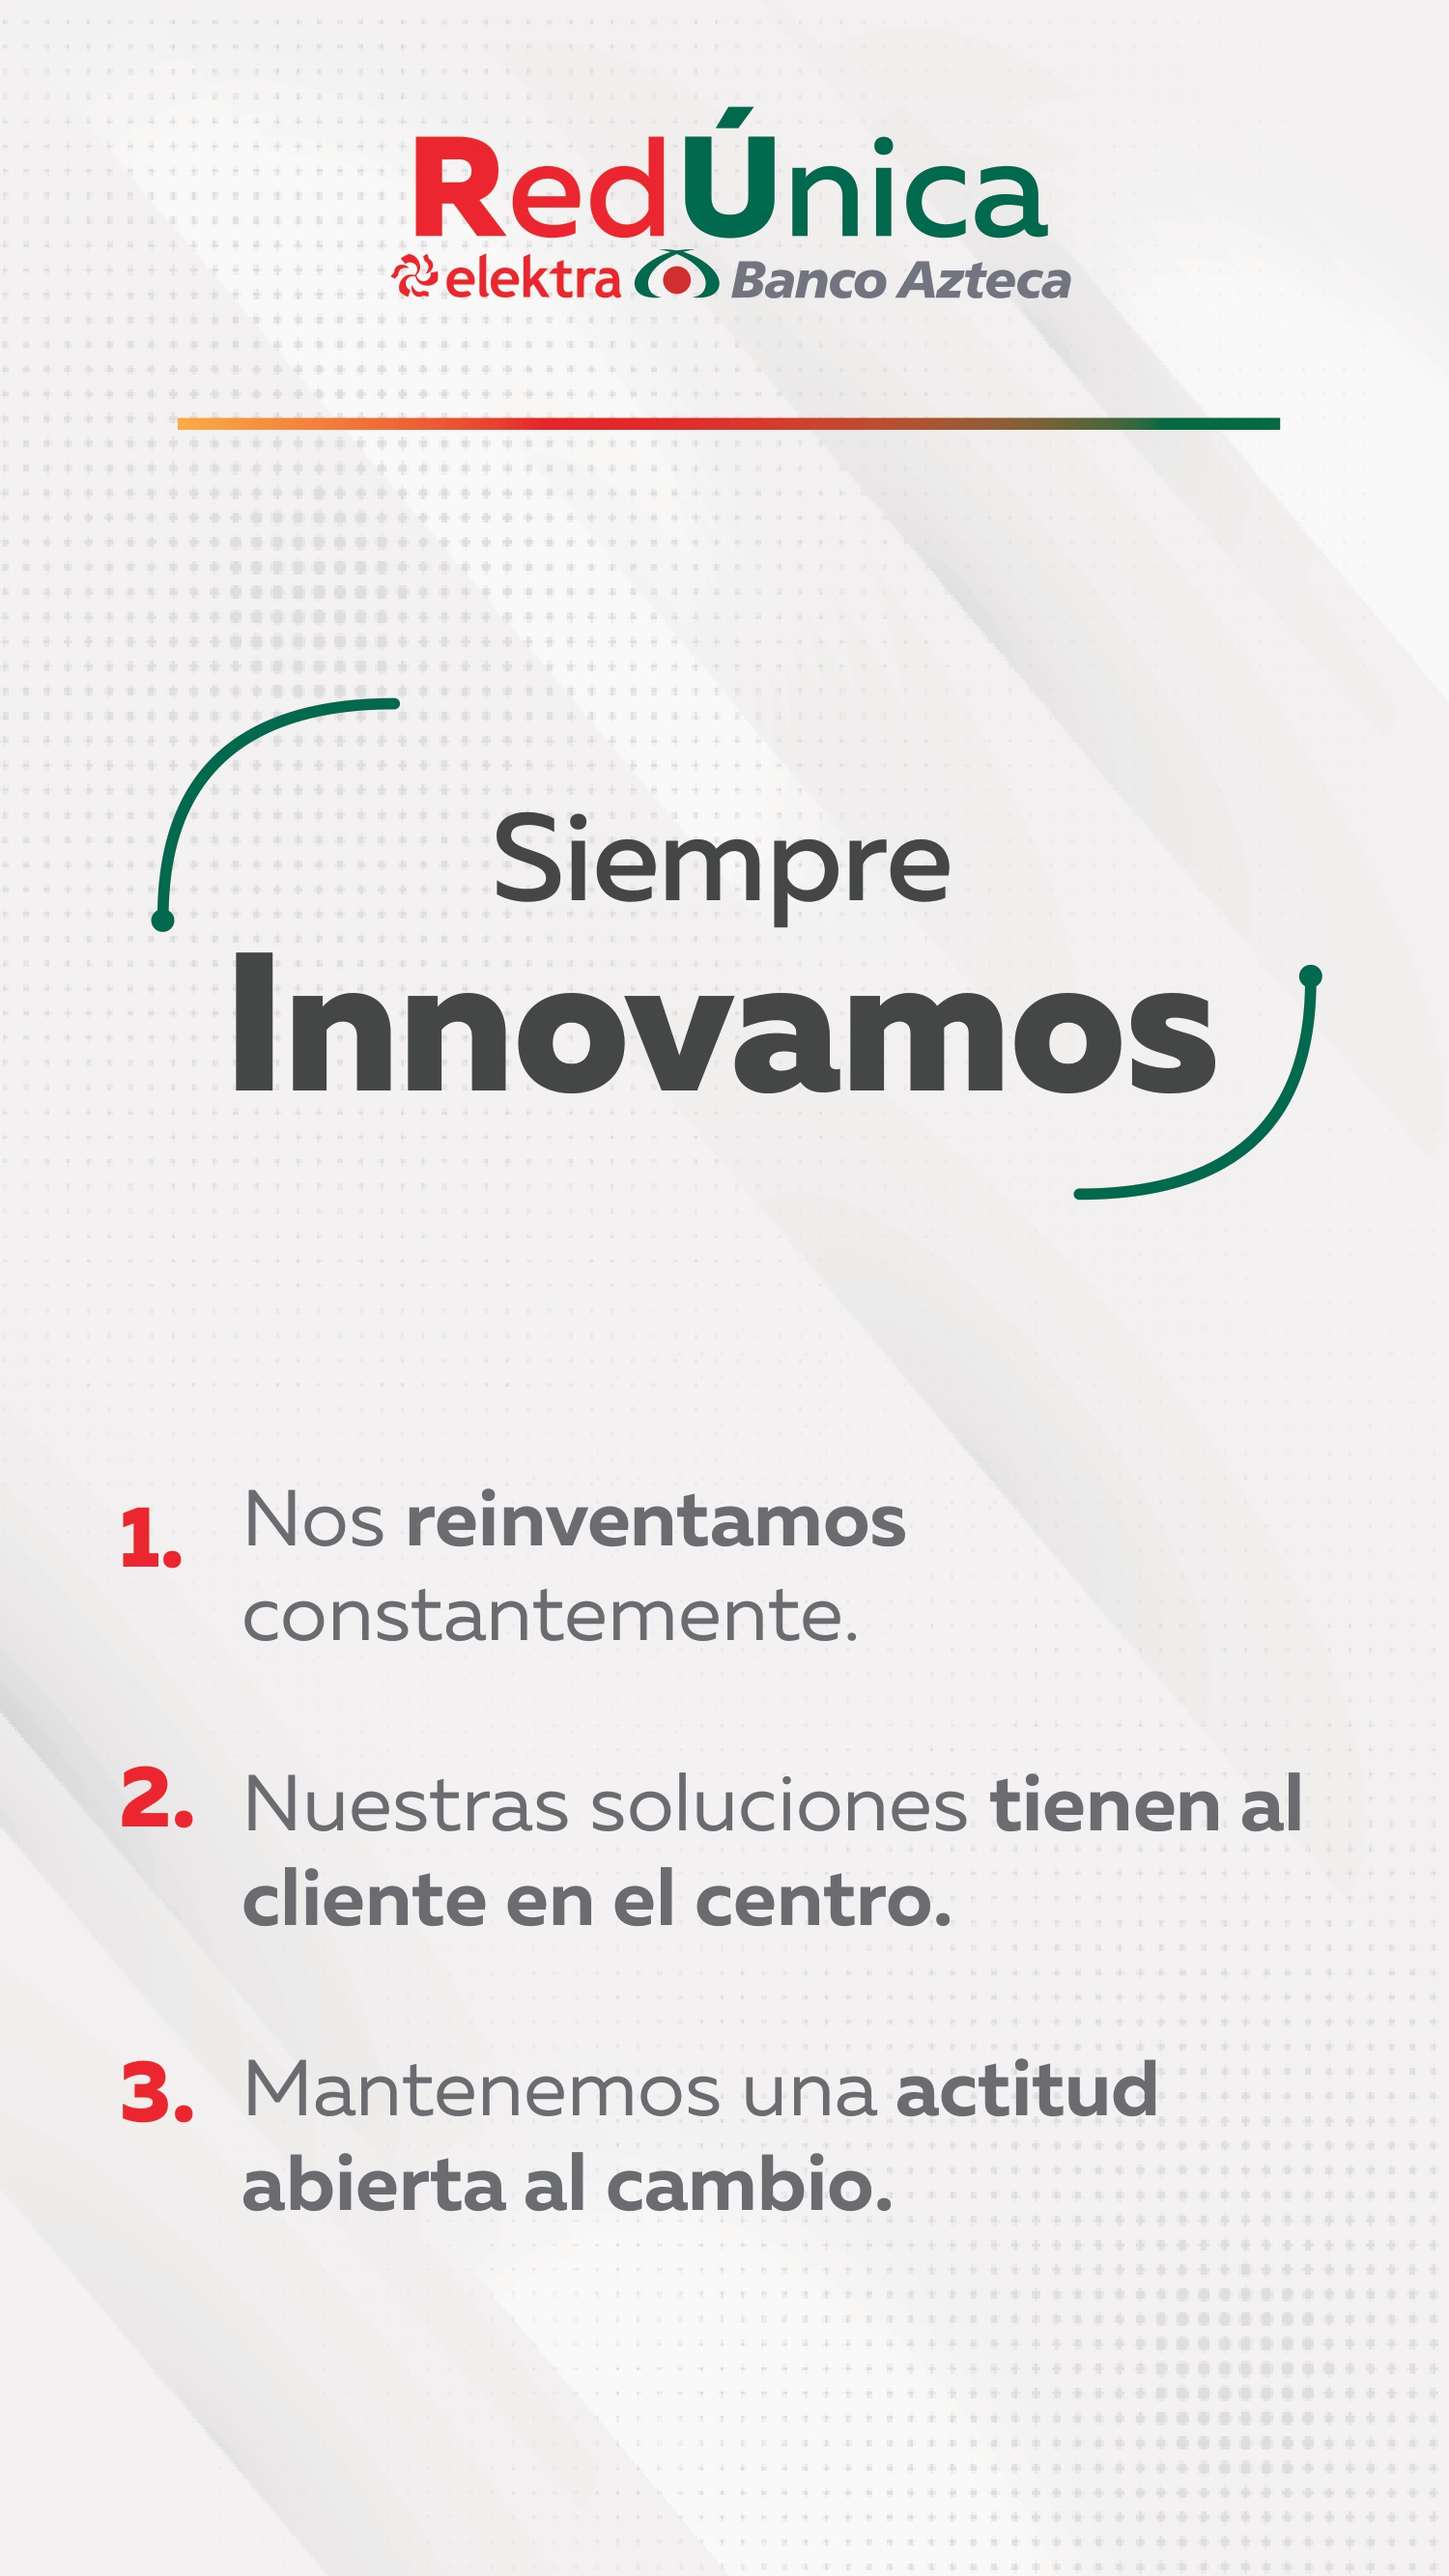 RedÚnica
elektra Banco Azteca
Siempre
Innovamos
1. Nos reinventamos
constantemente.
2. Nuestras soluciones tienen al
cliente en el centro.
3. Mantenemos una actitud
abierta al cambio.